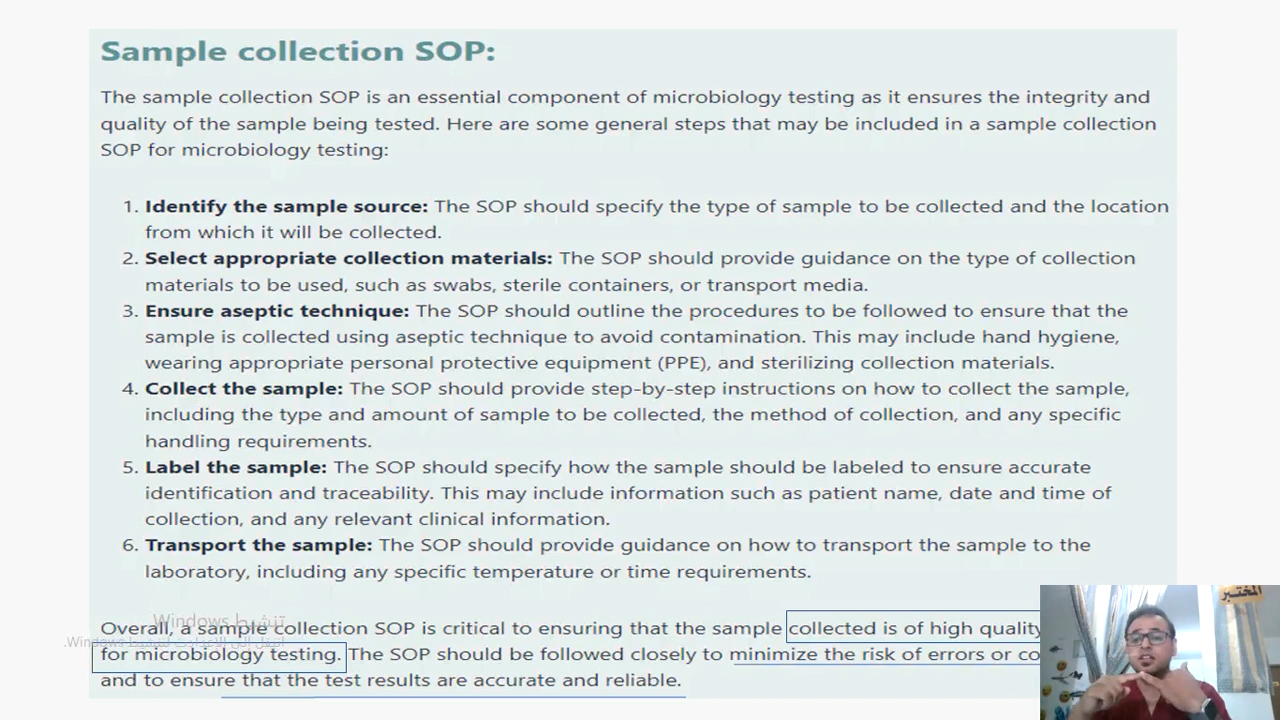 Sample collection SOP:
The sample collection SOP is an essential component of microbiology testing as it ensures the integrity and
quality of the sample being tested. Here are some general steps that may be included in a sample collection
SOP for microbiology testing:
1. Identify the sample source: The SOP should specify the type of sample to be collected and the location
from which it will be collected.
2. Select appropriate collection materials: The SOP should provide guidance on the type of collection
materials to be used, such as swabs, sterile containers, or transport media.
3. Ensure aseptic technique: The SOP should outline the procedures to be followed to ensure that the
sample is collected using aseptic technique to avoid contamination. This may include hand hygiene,
wearing appropriate personal protective equipment (PPE), and sterilizing collection materials.
4. Collect the sample: The SOP should provide step-by-step instructions on how to collect the sample,
including the type and amount of sample to be collected, the method of collection, and any specific
handling requirements.
5. Label the sample: The SOP should specify how the sample should be labeled to ensure accurate
identification and traceability. This may include information such as patient name, date and time of
collection, and any relevant clinical information.
6. Transport the sample: The SOP should provide guidance on how to transport the sample to the
laboratory, including any specific temperature or time requirements.
تنشيط Windows
Overall, a sample collection SOP is critical to ensuring that the sample collected is of high quality
انتقل إلى الإعدادات لتنشيط Windows.
for microbiology testing. The SOP should be followed closely to minimize the risk of errors or
and to ensure that the test results are accurate and reliable.
المختبر